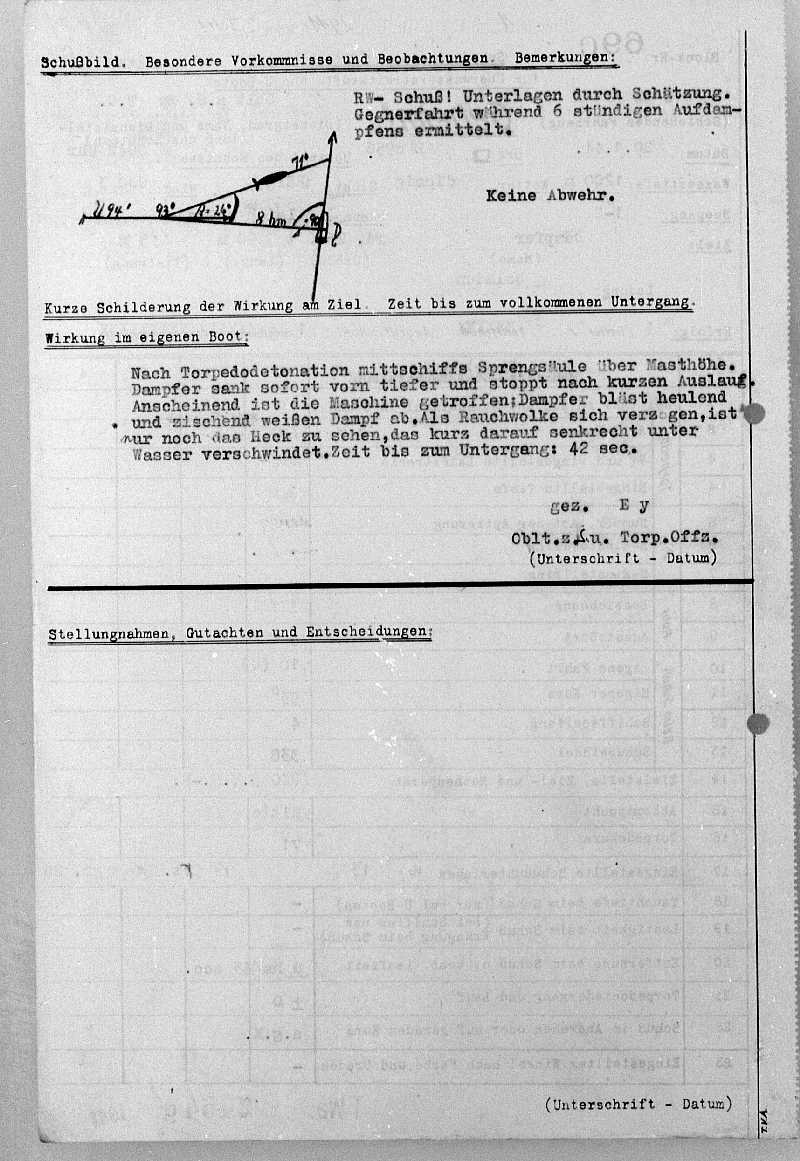 Schußbild. Besondere Vorkommnisse und Beobachtungen. Bemerkungen:
RW- Schuß! Unterlagen durch Schätzung.
Gegnerfahrt während 6 stündigen Aufdam-
pfens ermittelt.
71°
Keine Abwehr.
U94° 93° 8 hm 90
Kurze Schilderung der Wirkung am Ziel. Zeit bis zum vollkommenen Untergang.
Wirkung im eigenen Boot:
Nach Torpedodetonation mittschiffs Sprengsäule über Masthöhe.
Dampfer sank sofort vorn tiefer und stoppt nach kurzen Auslauf.
Anscheinend ist die Maschine getroffen;Dampfer bläst heulend
und zischend weißen Dampf ab.Als Rauchwolke sich verzogen,ist
nur noch das Heck zu sehen,das kurz darauf senkrecht unter
Wasser verschwindet.Zeit bis zum Untergang: 42 sec.
gez. E y
Oblt.z.S.u. Torp.Offz.
(Unterschrift - Datum)
Stellungnahmen, Gutachten und Entscheidungen:
(Unterschrift - Datum)